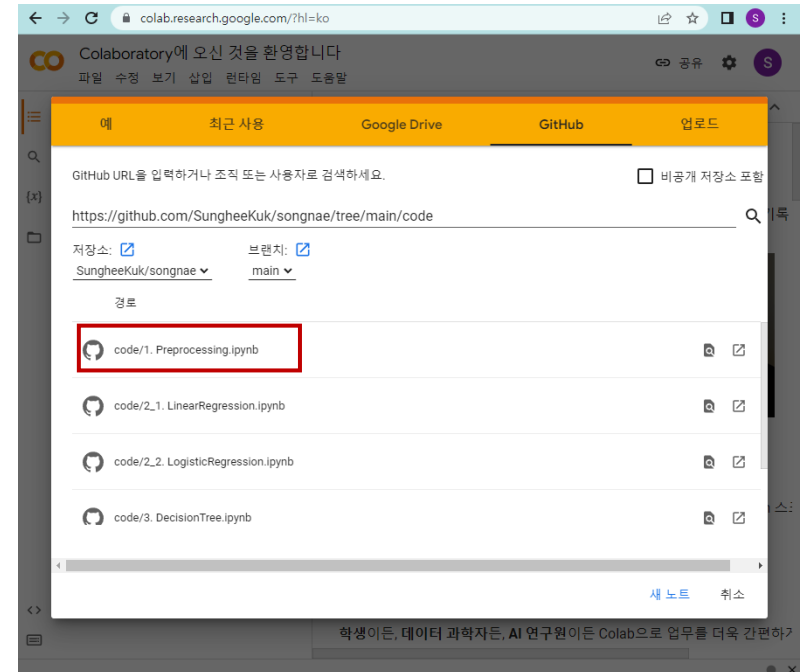 colab.research.google.com/?hl=ko
S
Colaboratory에 오신 것을 환영합니다
파일 수정 보기 삽입 런타임 도구 도움말
공유
S
예 최근 사용 Google Drive GitHub 업로드
GitHub URL을 입력하거나 조직 또는 사용자로 검색하세요.
비공개 저장소 포함
{x}
https://github.com/SungheeKuk/songnae/tree/main/code
기록
저장소: 브랜치:
SungheeKuk/songnae main
경로
code/1. Preprocessing.ipynb
code/2_1. LinearRegression.ipynb
code/2_2. LogisticRegression.ipynb
code/3. DecisionTree.ipynb
새 노트 취소
학생이든, 데이터 과학자든, AI 연구원이든 Colab으로 업무를 더욱 간편하게